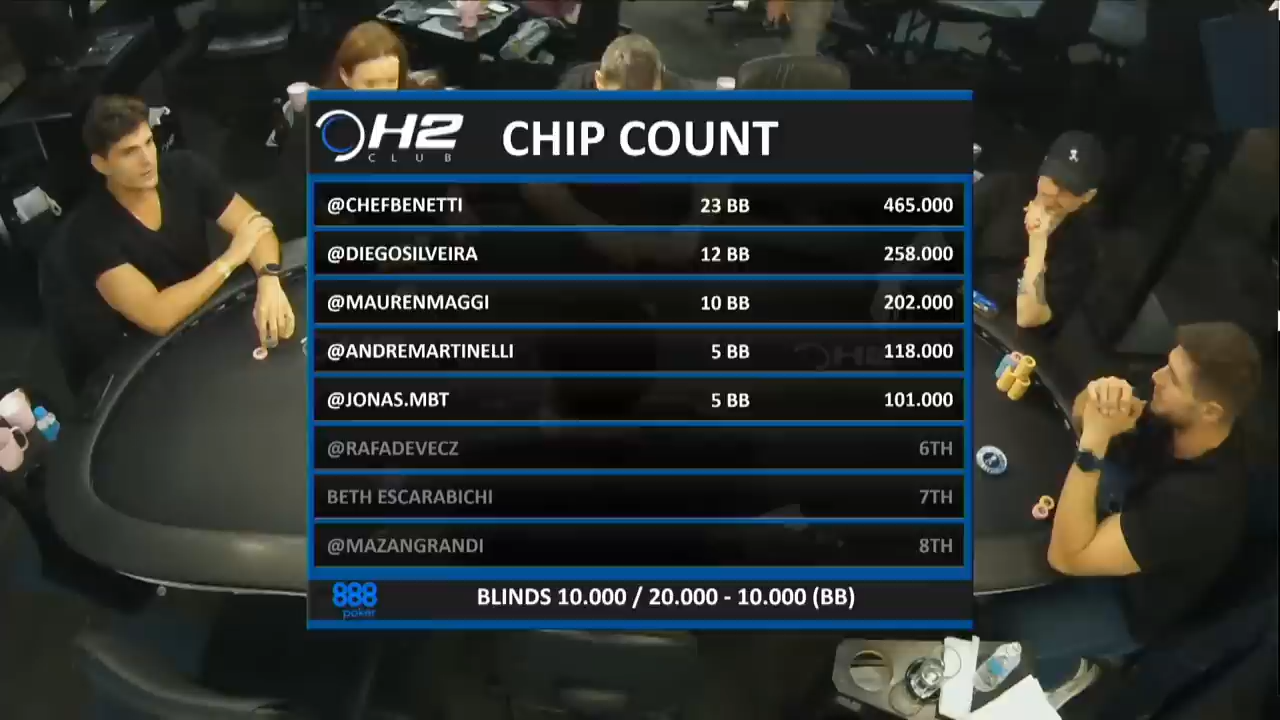 H2 CLUB CHIP COUNT
@CHEFBENETTI 23 BB 465.000
@DIEGOSILVEIRA 12 BB 258.000
@MAURENMAGGI 10 BB 202.000
@ANDREMARTINELLI 5 BB 118.000
@JONAS.MBT 5 BB 101.000
@RAFADEVECZ 6TH
BETH ESCARABICHI 7TH
@MAZANGRANDI 8TH
888 poker BLINDS 10.000 / 20.000 - 10.000 (BB)